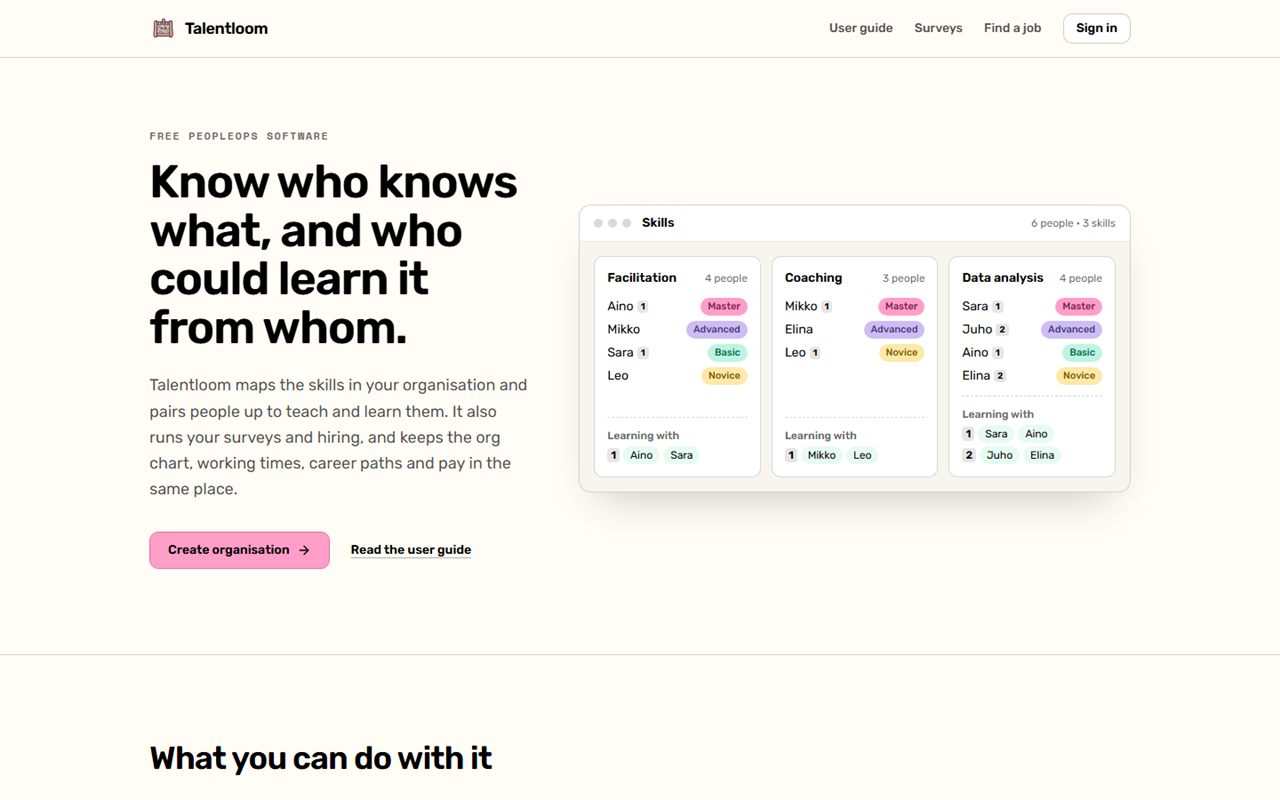 Talentloom
User guide
Surveys
Find a job
Sign in
FREE PEOPLEOPS SOFTWARE
Know who knows
what, and who
could learn it
from whom.
Talentloom maps the skills in your organisation and
pairs people up to teach and learn them. It also
runs your surveys and hiring, and keeps the org
chart, working times, career paths and pay in the
same place.
Create organisation →
Read the user guide
Skills
6 people • 3 skills
Facilitation 4 people
Aino 1 Master
Mikko Advanced
Sara 1 Basic
Leo Novice
Learning with
1 Aino Sara
Coaching 3 people
Mikko 1 Master
Elina Advanced
Leo 1 Novice
Learning with
1 Mikko Leo
Data analysis 4 people
Sara 1 Master
Juho 2 Advanced
Aino 1 Basic
Elina 2 Novice
Learning with
1 Sara Aino
2 Juho Elina
What you can do with it